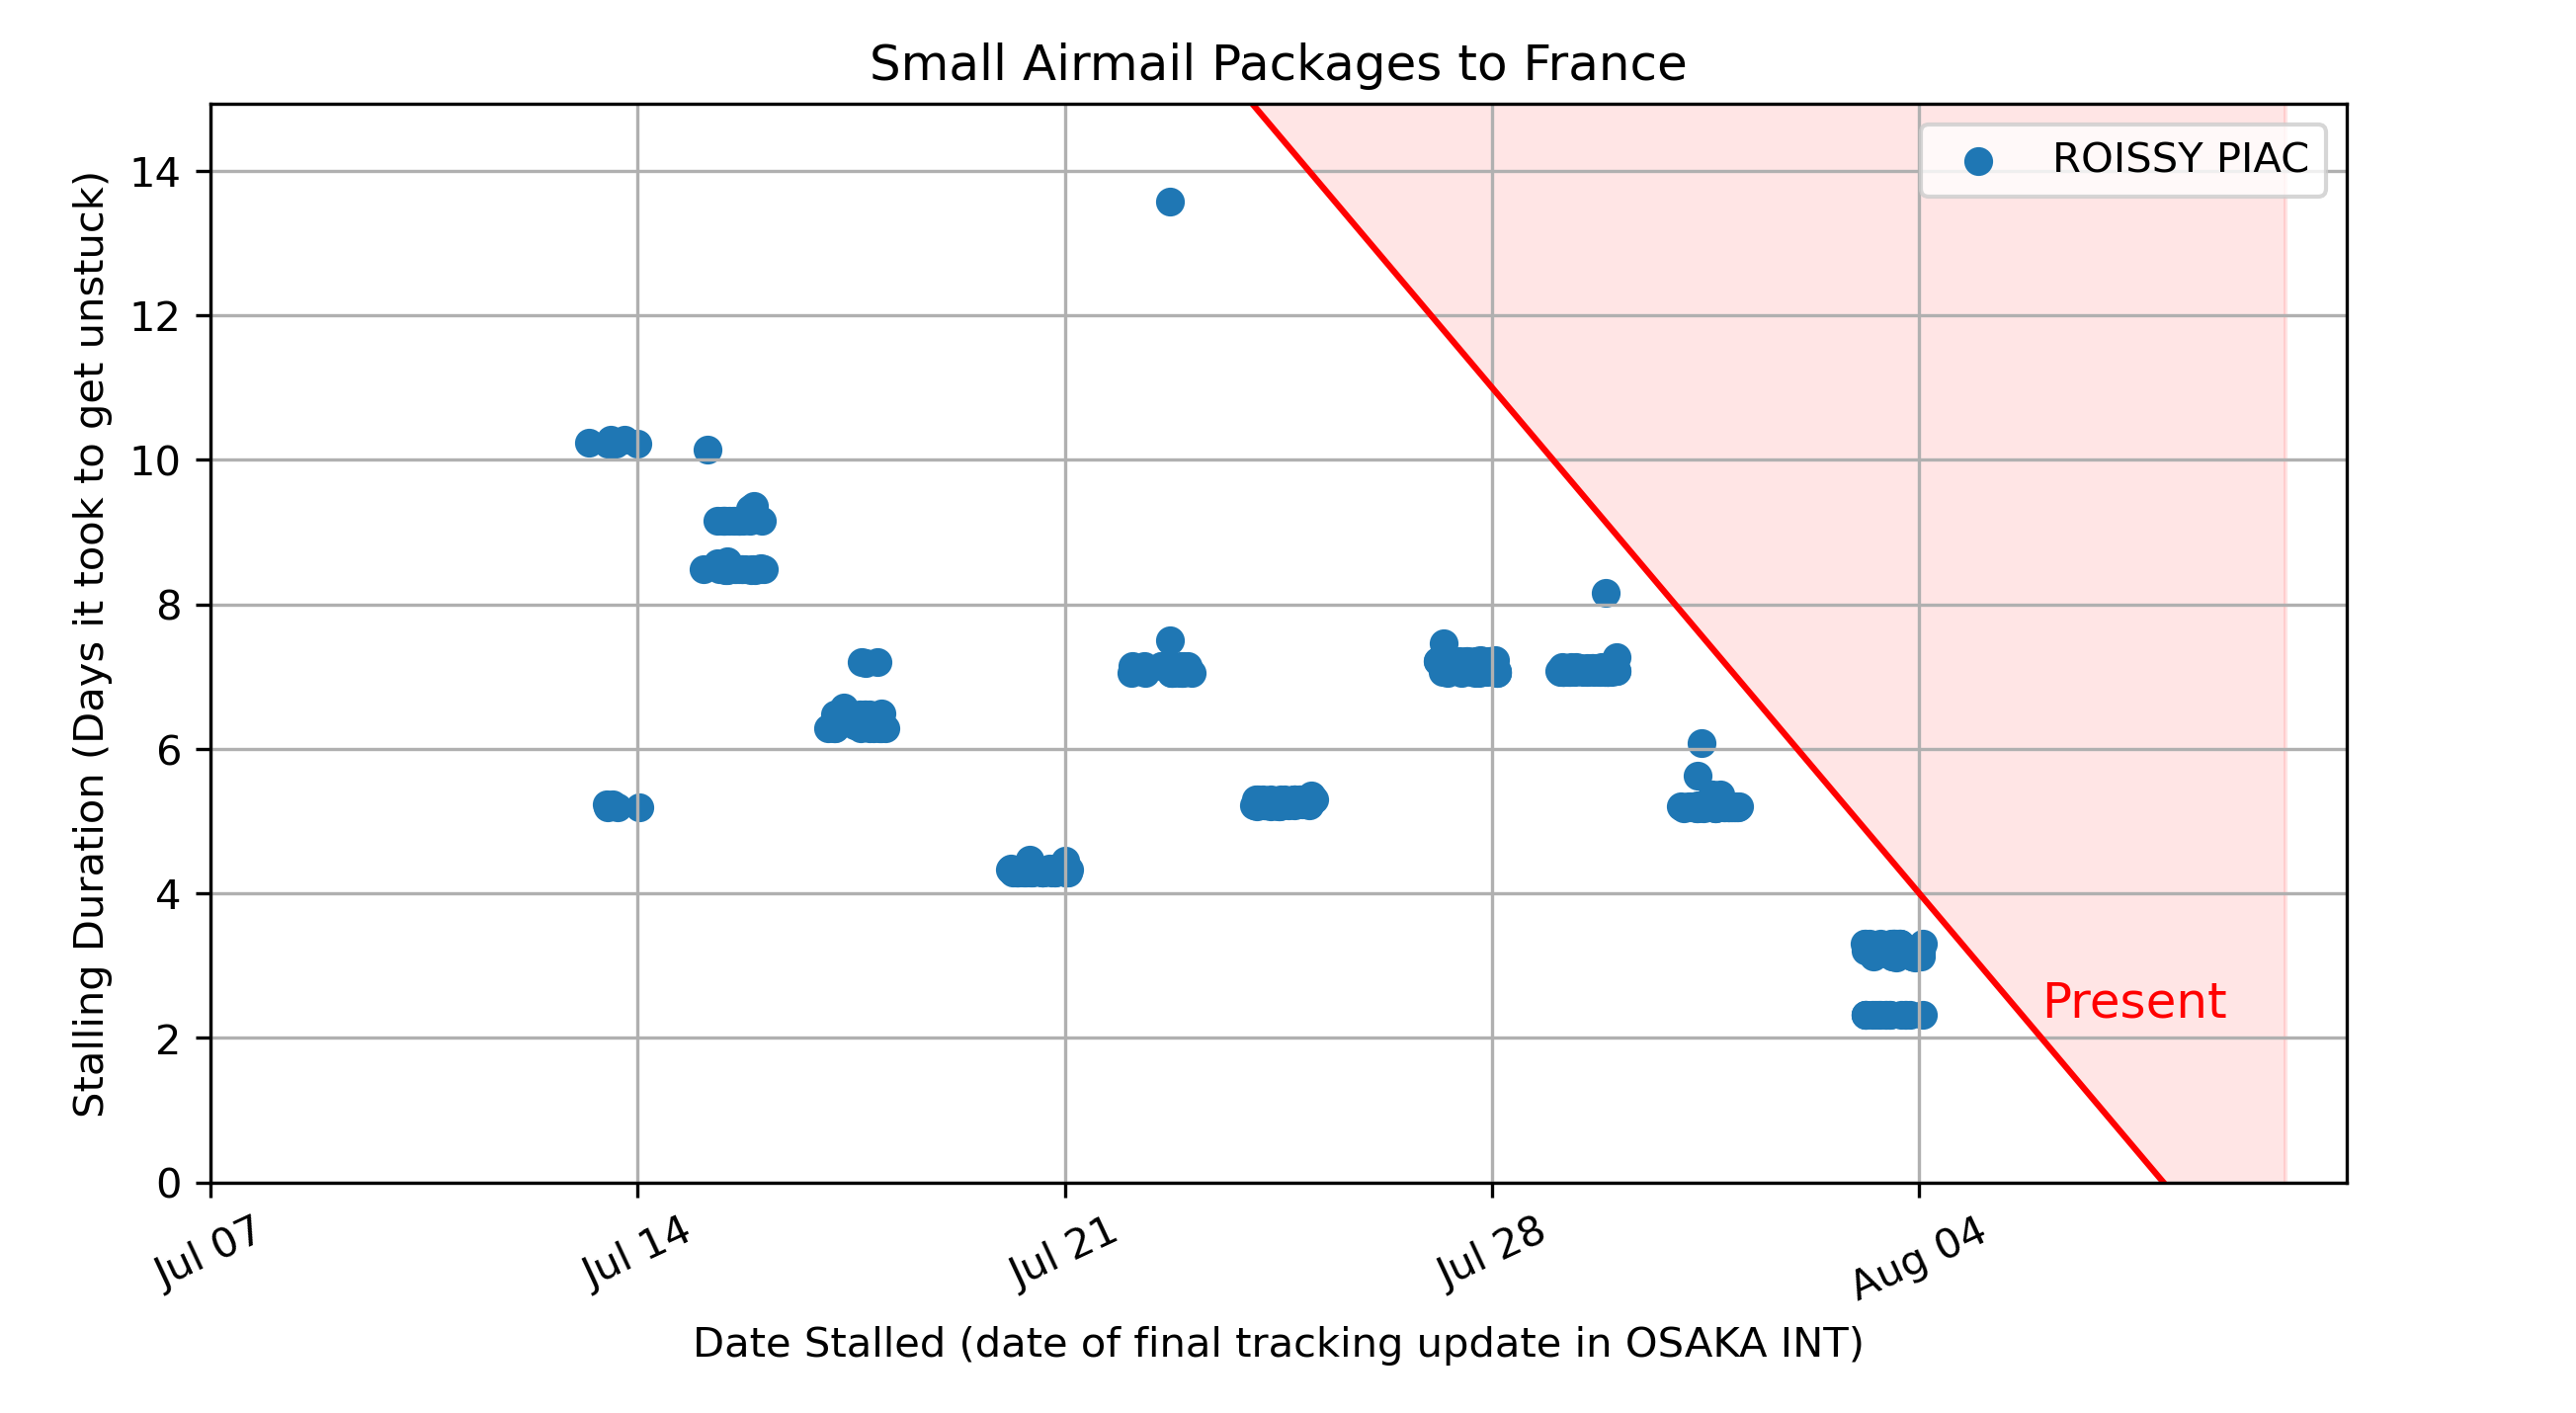 Small Airmail Packages to France
Stalling Duration (Days it took to get unstuck)
14
12
10
8
6
4
2
0
ROISSY PIAC
Present
Jul 07
Jul 14
Jul 21
Jul 28
Aug 04
Date Stalled (date of final tracking update in OSAKA INT)